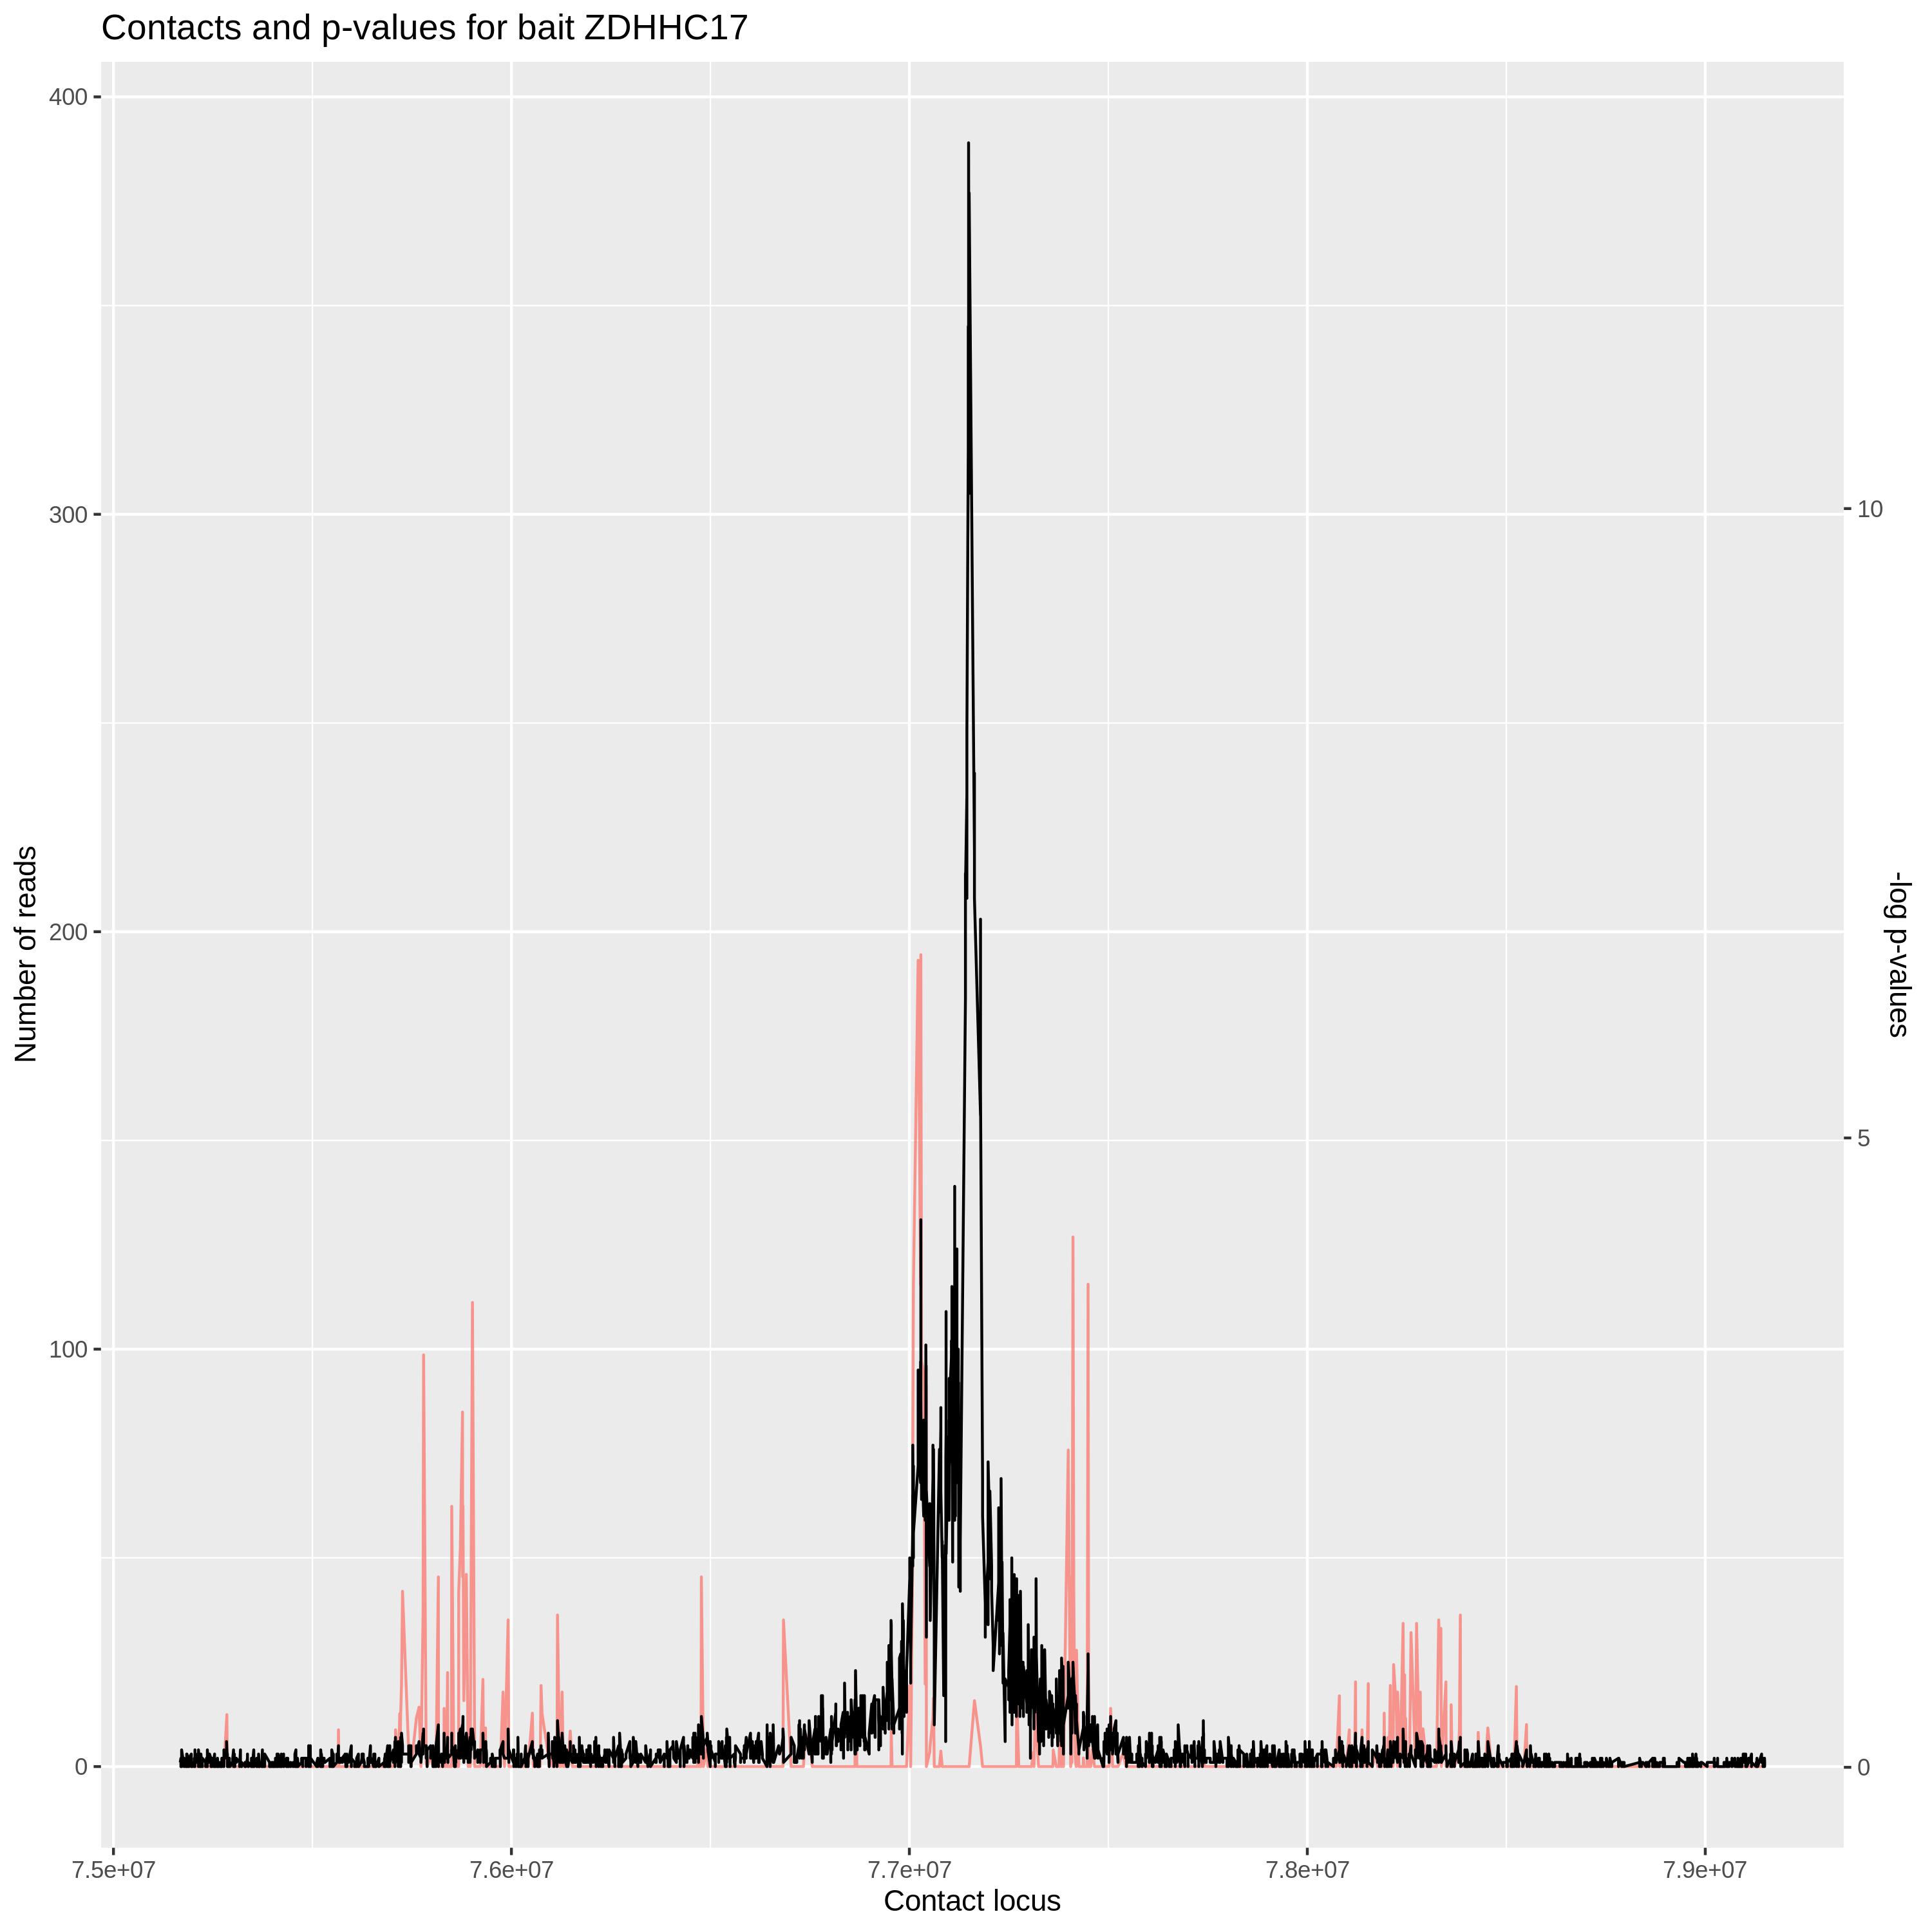 Contacts and p-values for bait ZDHHC17
400
300
200
100
0
Number of reads
10
5
0
-log p-values
7.5e+07 7.6e+07 7.7e+07 7.8e+07 7.9e+07
Contact locus